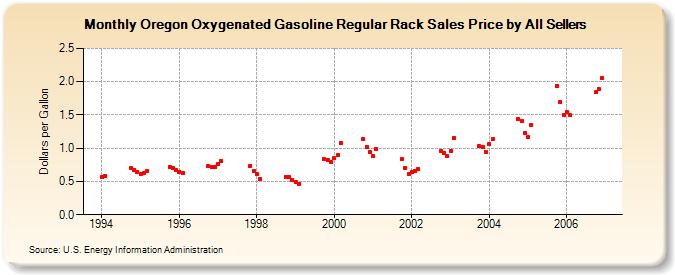 Monthly Oregon Oxygenated Gasoline Regular Rack Sales Price by All Sellers
Dollars per Gallon
2.5
2.0
1.5
1.0
0.5
0.0
1994 1996 1998 2000 2002 2004 2006
Source: U.S. Energy Information Administration